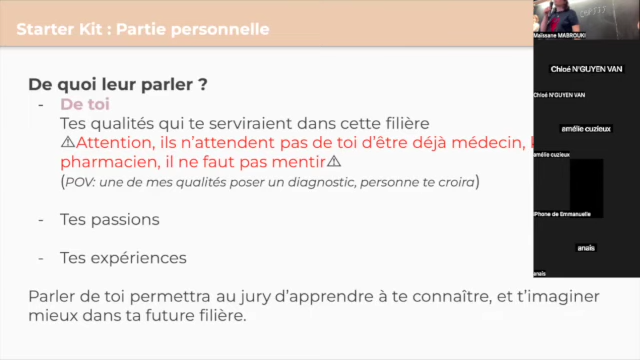 Starter Kit : Partie personnelle
De quoi leur parler ?
- De toi
Tes qualités qui te serviraient dans cette filière
⚠Attention, ils n’attendent pas de toi d’être déjà médecin,
pharmacien, il ne faut pas mentir⚠
(POV: une de mes qualités poser un diagnostic, personne te croira)
- Tes passions
- Tes expériences
Parler de toi permettra au jury d’apprendre à te connaître, et t’imaginer
mieux dans ta future filière.
Maïssane MABROUKI
Chloé N'GUYEN VAN
Chloé N'GUYEN VAN
amélie cuzieux
amélie cuzieux
iPhone de Emmanuelle
anaïs
anaïs